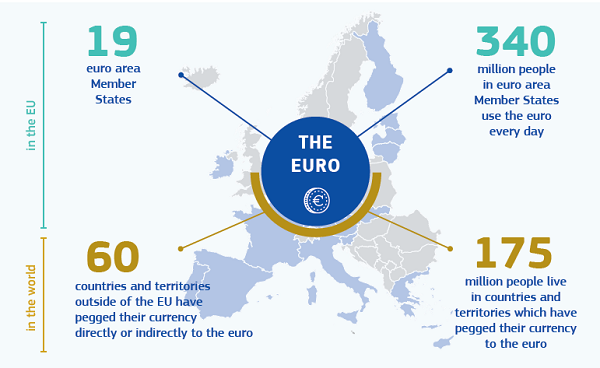 19
euro area
Member
States
340
million people
in euro area
Member States
use the euro
every day
in the EU
THE
EURO
€
60
countries and territories
outside of the EU have
pegged their currency
directly or indirectly to the euro
175
million people live
in countries and
territories which have
pegged their currency
to the euro
in the world